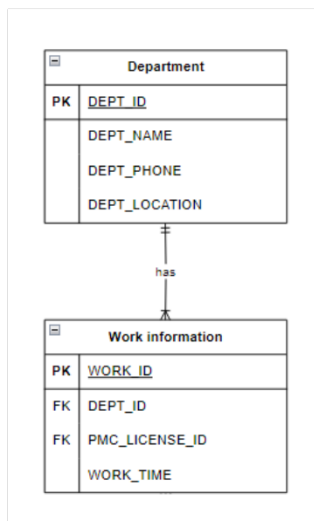 Department
PK DEPT_ID
DEPT_NAME
DEPT_PHONE
DEPT_LOCATION
has
Work information
PK WORK_ID
FK DEPT_ID
FK PMC_LICENSE_ID
WORK_TIME